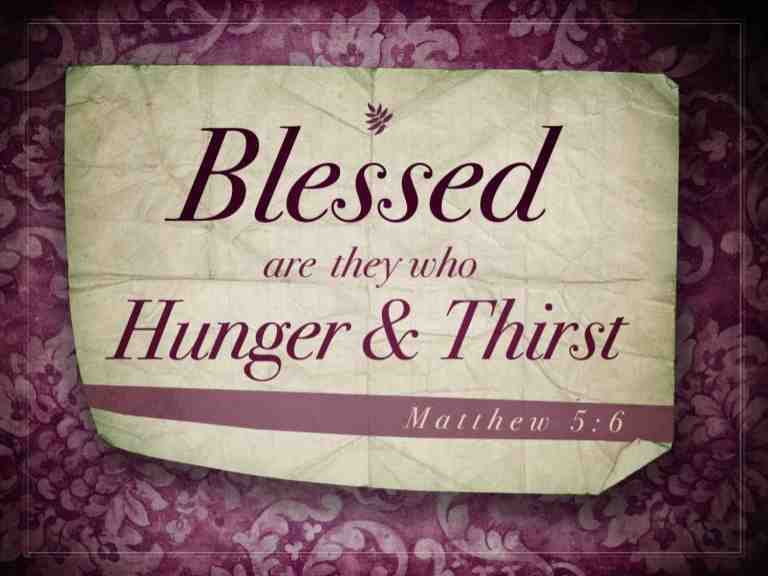 Blessed
are they who
Hunger & Thirst
Matthew 5:6